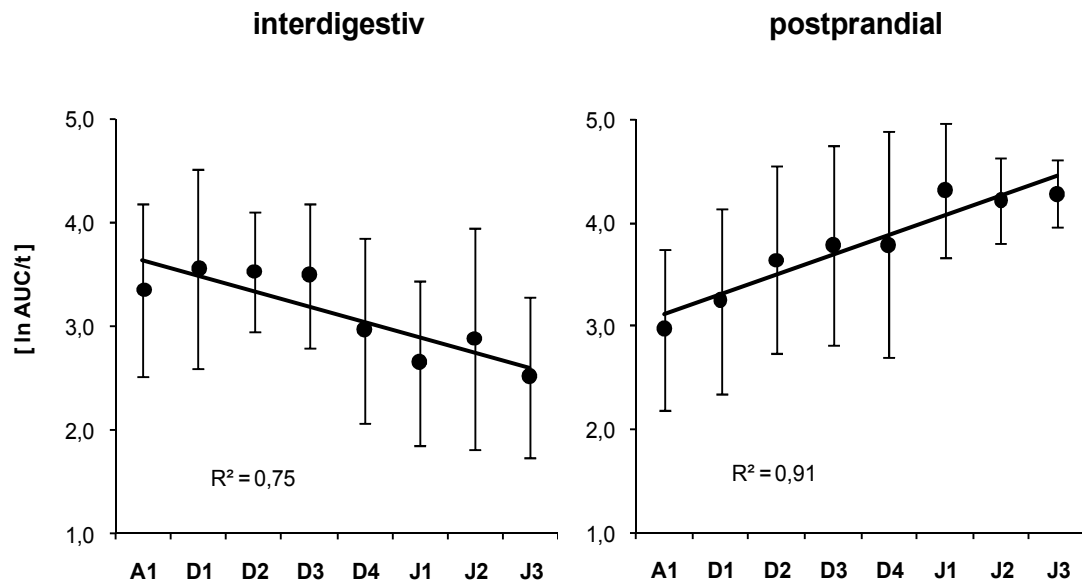 interdigestiv
postprandial
[ ln AUC/t ]
5,0
4,0
3,0
2,0
1,0
R² = 0,75
A1 D1 D2 D3 D4 J1 J2 J3
5,0
4,0
3,0
2,0
1,0
R² = 0,91
A1 D1 D2 D3 D4 J1 J2 J3